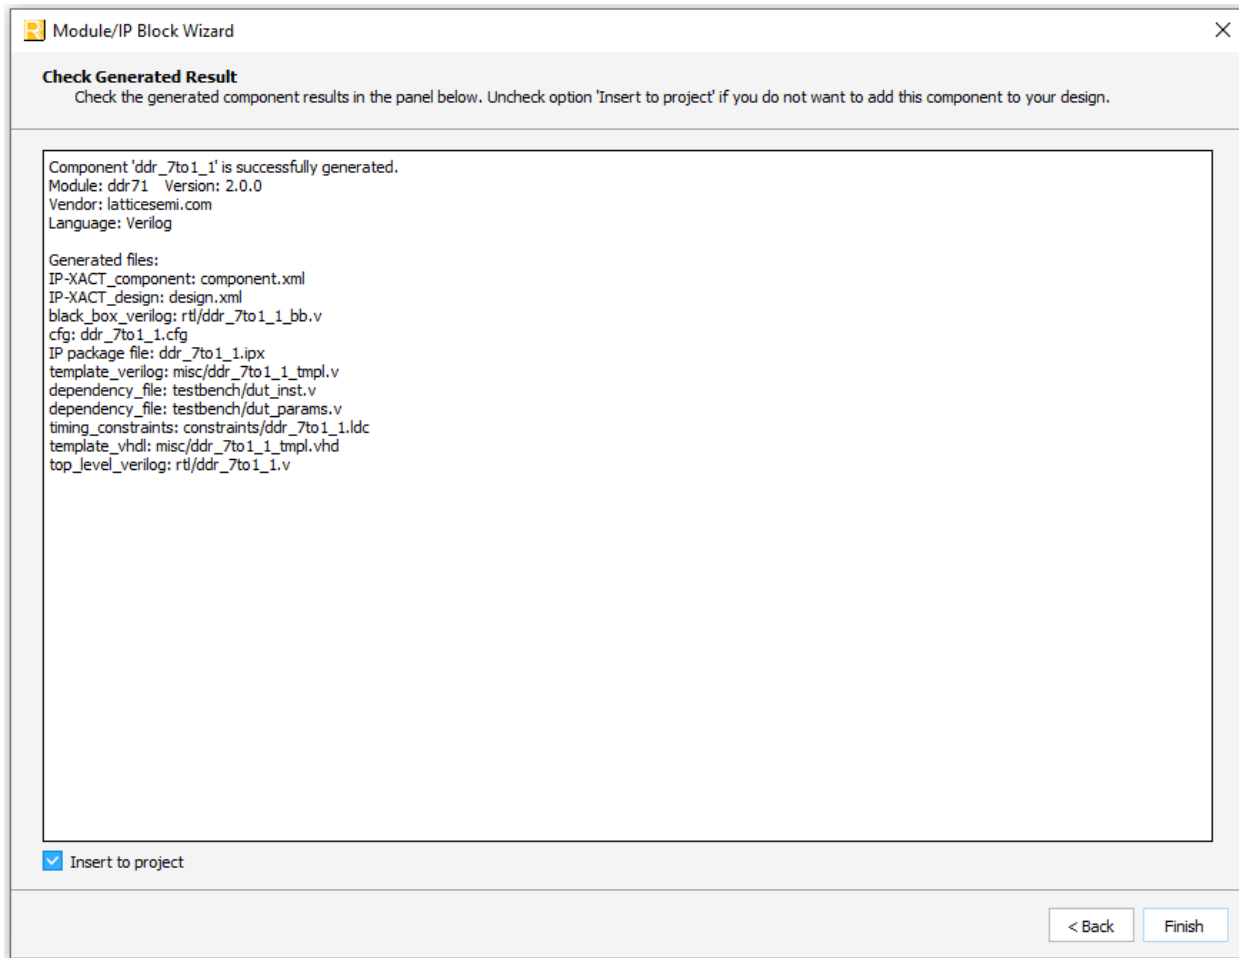 Module/IP Block Wizard
Check Generated Result
Check the generated component results in the panel below. Uncheck option 'Insert to project' if you do not want to add this component to your design.
Component 'ddr_7to1_1' is successfully generated.
Module: ddr71 Version: 2.0.0
Vendor: latticesemi.com
Language: Verilog
Generated files:
IP-XACT_component: component.xml
IP-XACT_design: design.xml
black_box_verilog: rtl/ddr_7to1_1_bb.v
cfg: ddr_7to1_1.cfg
IP package file: ddr_7to1_1.ipx
template_verilog: misc/ddr_7to1_1_tmpl.v
dependency_file: testbench/dut_inst.v
dependency_file: testbench/dut_params.v
timing_constraints: constraints/ddr_7to1_1.ldc
template_vhdl: misc/ddr_7to1_1_tmpl.vhd
top_level_verilog: rtl/ddr_7to1_1.v
Insert to project
< Back Finish